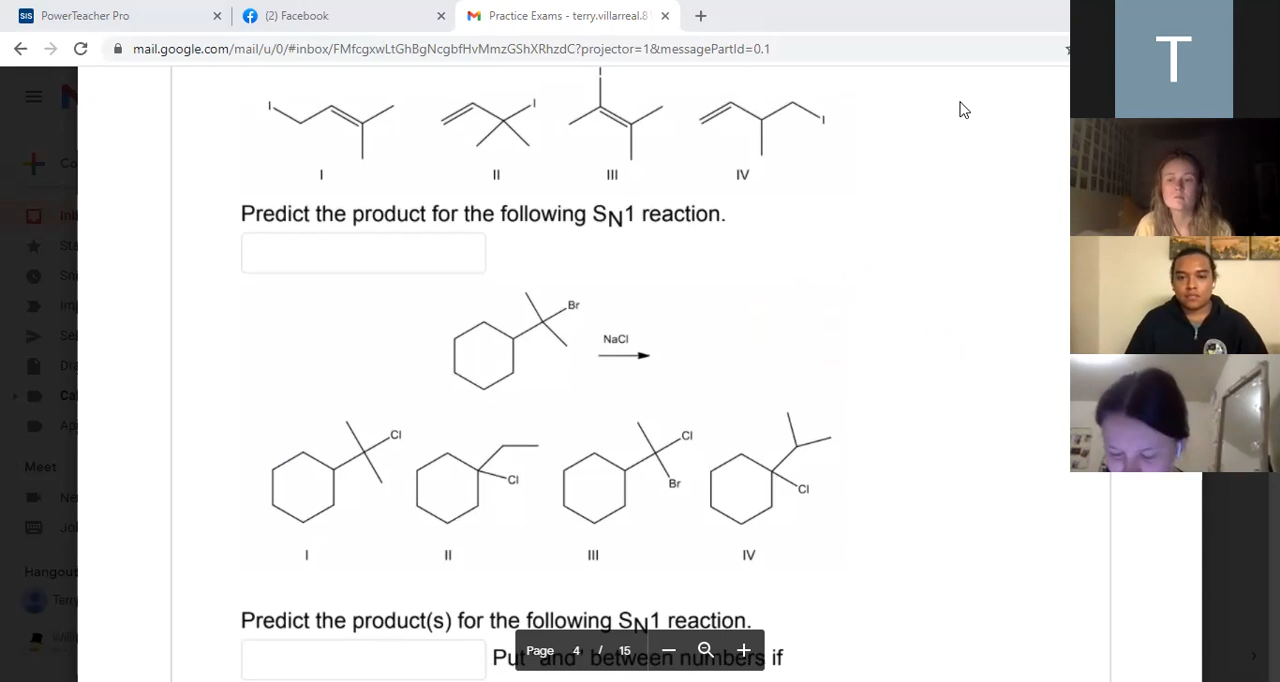 PowerTeacher Pro
(2) Facebook
Practice Exams - terry.villarreal.8
mail.google.com/mail/u/0/#inbox/FMfcgxwLtGhBgNcgbfHvMmzGShXRhzdC?projector=1&messagePartId=0.1
T
I
I
I
I
I
II
III
IV
Predict the product for the following SN1 reaction.
Br
NaCl
Cl
Cl
Cl
Br
Cl
I
II
III
IV
Predict the product(s) for the following SN1 reaction.
Put "and" between numbers if
Page 4 / 15
Meet
Hangout